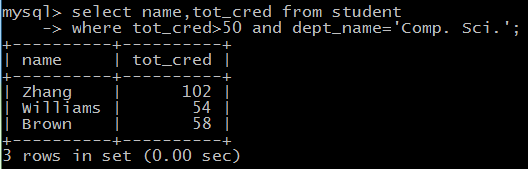 mysql> select name,tot_cred from student
    -> where tot_cred>50 and dept_name='Comp. Sci.';
+----------+----------+
| name     | tot_cred |
+----------+----------+
| Zhang    |      102 |
| Williams |       54 |
| Brown    |       58 |
+----------+----------+
3 rows in set (0.00 sec)